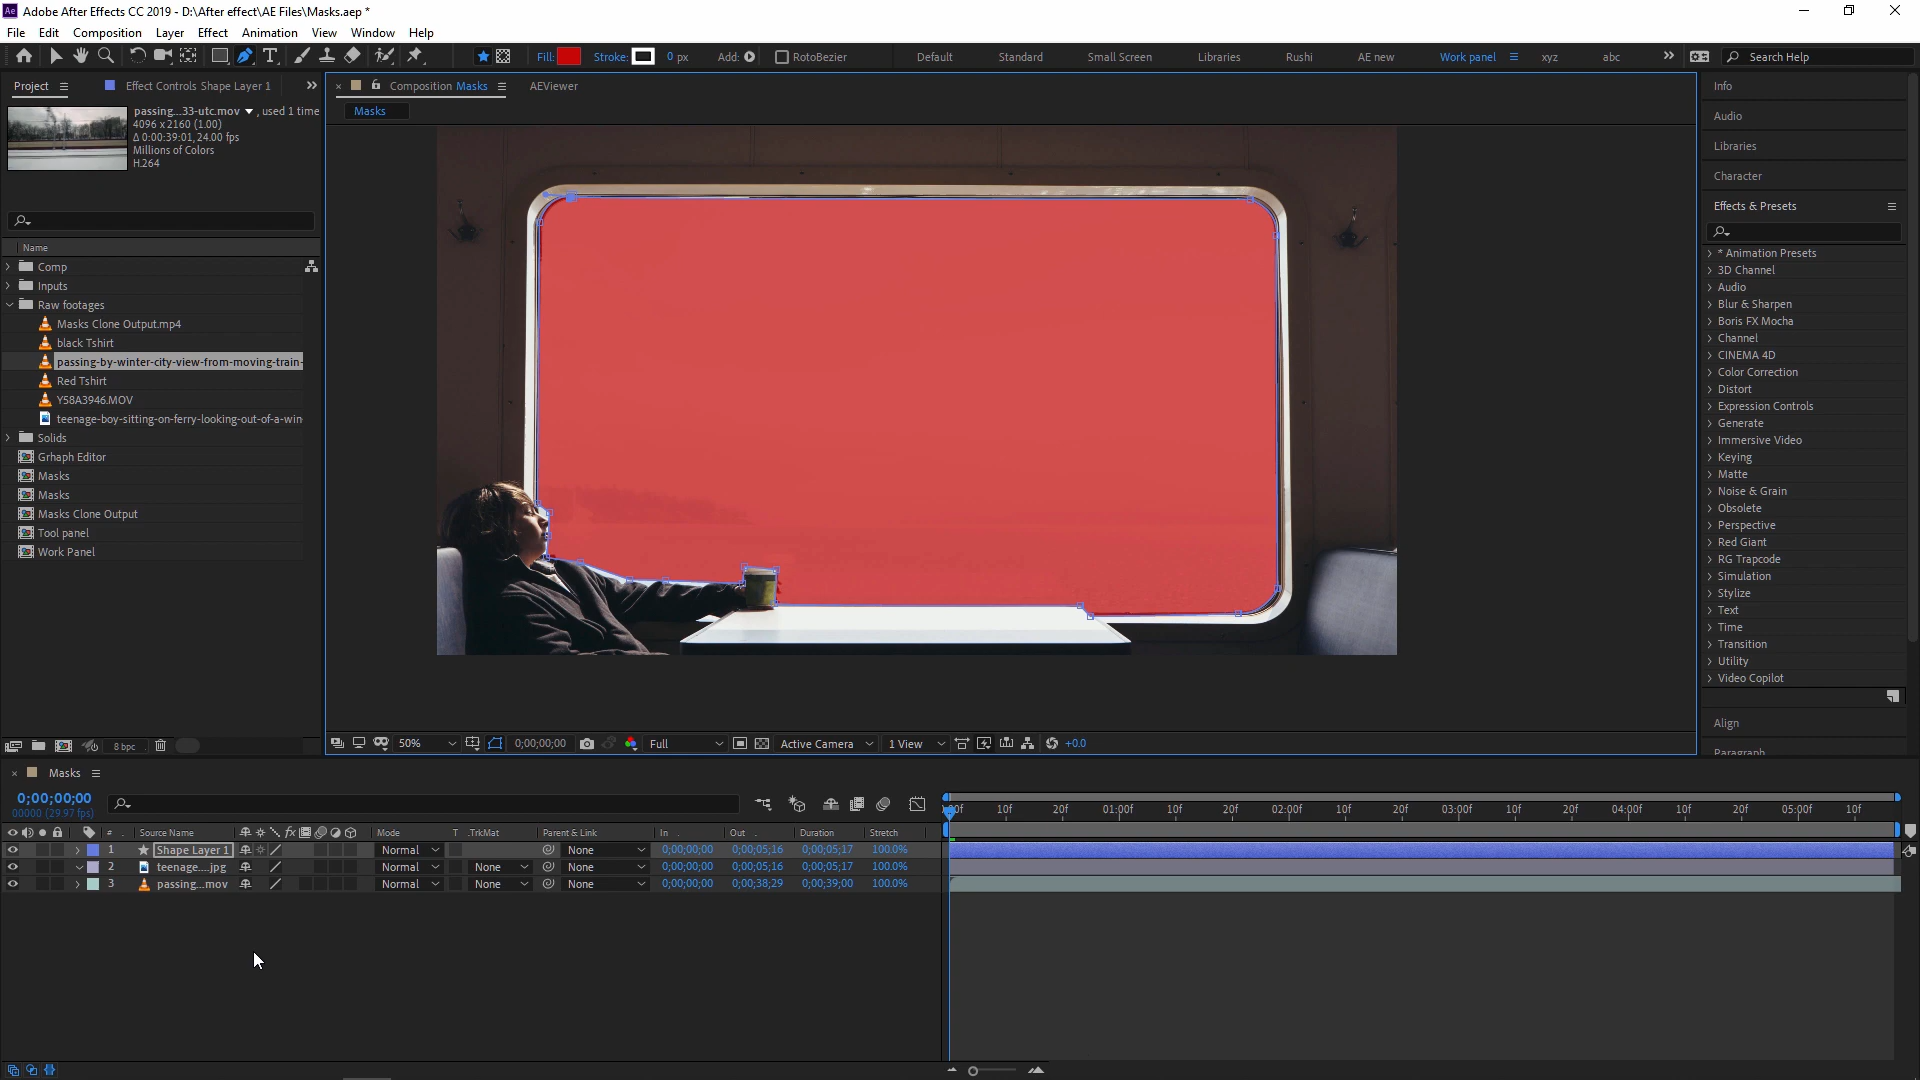 Adobe After Effects CC 2019 - D:\After effect\AE Files\Masks.aep *
File Edit Composition Layer Effect Animation View Window Help
Fill: Stroke: 0 px Add: RotoBezier Default Standard Small Screen Libraries Rushi AE new Work panel xyz abc Search Help
Project Effect Controls Shape Layer 1
passing...33-utc.mov , used 1 time
4096 x 2160 (1.00)
Δ 0:00:39:01, 24.00 fps
Millions of Colors
H.264
Name
Comp
Inputs
Raw footages
Masks Clone Output.mp4
black Tshirt
passing-by-winter-city-view-from-moving-train-
Red Tshirt
Y58A3946.MOV
teenage-boy-sitting-on-ferry-looking-out-of-a-win
Solids
Grhaph Editor
Masks
Masks
Masks Clone Output
Tool panel
Work Panel
8 bpc
Composition Masks AEViewer
Masks
50% 0;00;00;00 Full Active Camera 1 View +0.0
Info
Audio
Libraries
Character
Effects & Presets
* Animation Presets
3D Channel
Audio
Blur & Sharpen
Boris FX Mocha
Channel
CINEMA 4D
Color Correction
Distort
Expression Controls
Generate
Immersive Video
Keying
Matte
Noise & Grain
Obsolete
Perspective
Red Giant
RG Trapcode
Simulation
Stylize
Text
Time
Transition
Utility
Video Copilot
Align
Paragraph
Masks
0;00;00;00
00000 (29.97 fps)
10f 20f 01:00f 10f 20f 02:00f 10f 20f 03:00f 10f 20f 04:00f 10f 20f 05:00f 10f
# Source Name fx Mode T .TrkMat Parent & Link In Out Duration Stretch
1 Shape Layer 1 Normal None 0;00;00;00 0;00;05;16 0;00;05;17 100.0%
2 teenage....jpg Normal None None 0;00;00;00 0;00;05;16 0;00;05;17 100.0%
3 passing...mov Normal None None 0;00;00;00 0;00;38;29 0;00;39;00 100.0%